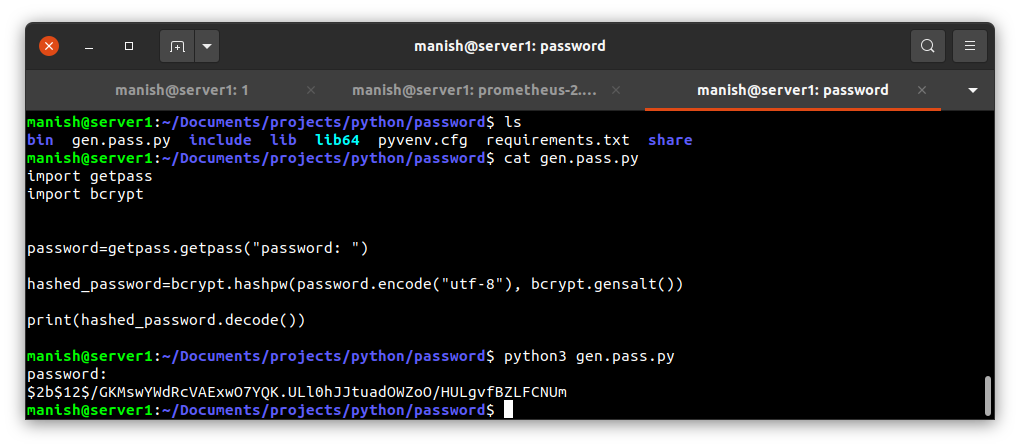 manish@server1: password
manish@server1: 1
manish@server1: prometheus-2....
manish@server1: password
manish@server1:~/Documents/projects/python/password$ ls
bin gen.pass.py include lib lib64 pyvenv.cfg requirements.txt share
manish@server1:~/Documents/projects/python/password$ cat gen.pass.py
import getpass
import bcrypt
password=getpass.getpass("password: ")
hashed_password=bcrypt.hashpw(password.encode("utf-8"), bcrypt.gensalt())
print(hashed_password.decode())
manish@server1:~/Documents/projects/python/password$ python3 gen.pass.py
password:
$2b$12$/GKMswYWdRcVAExwO7YQK.ULl0hJJtuadOWZoO/HULgvfBZLFCNUm
manish@server1:~/Documents/projects/python/password$